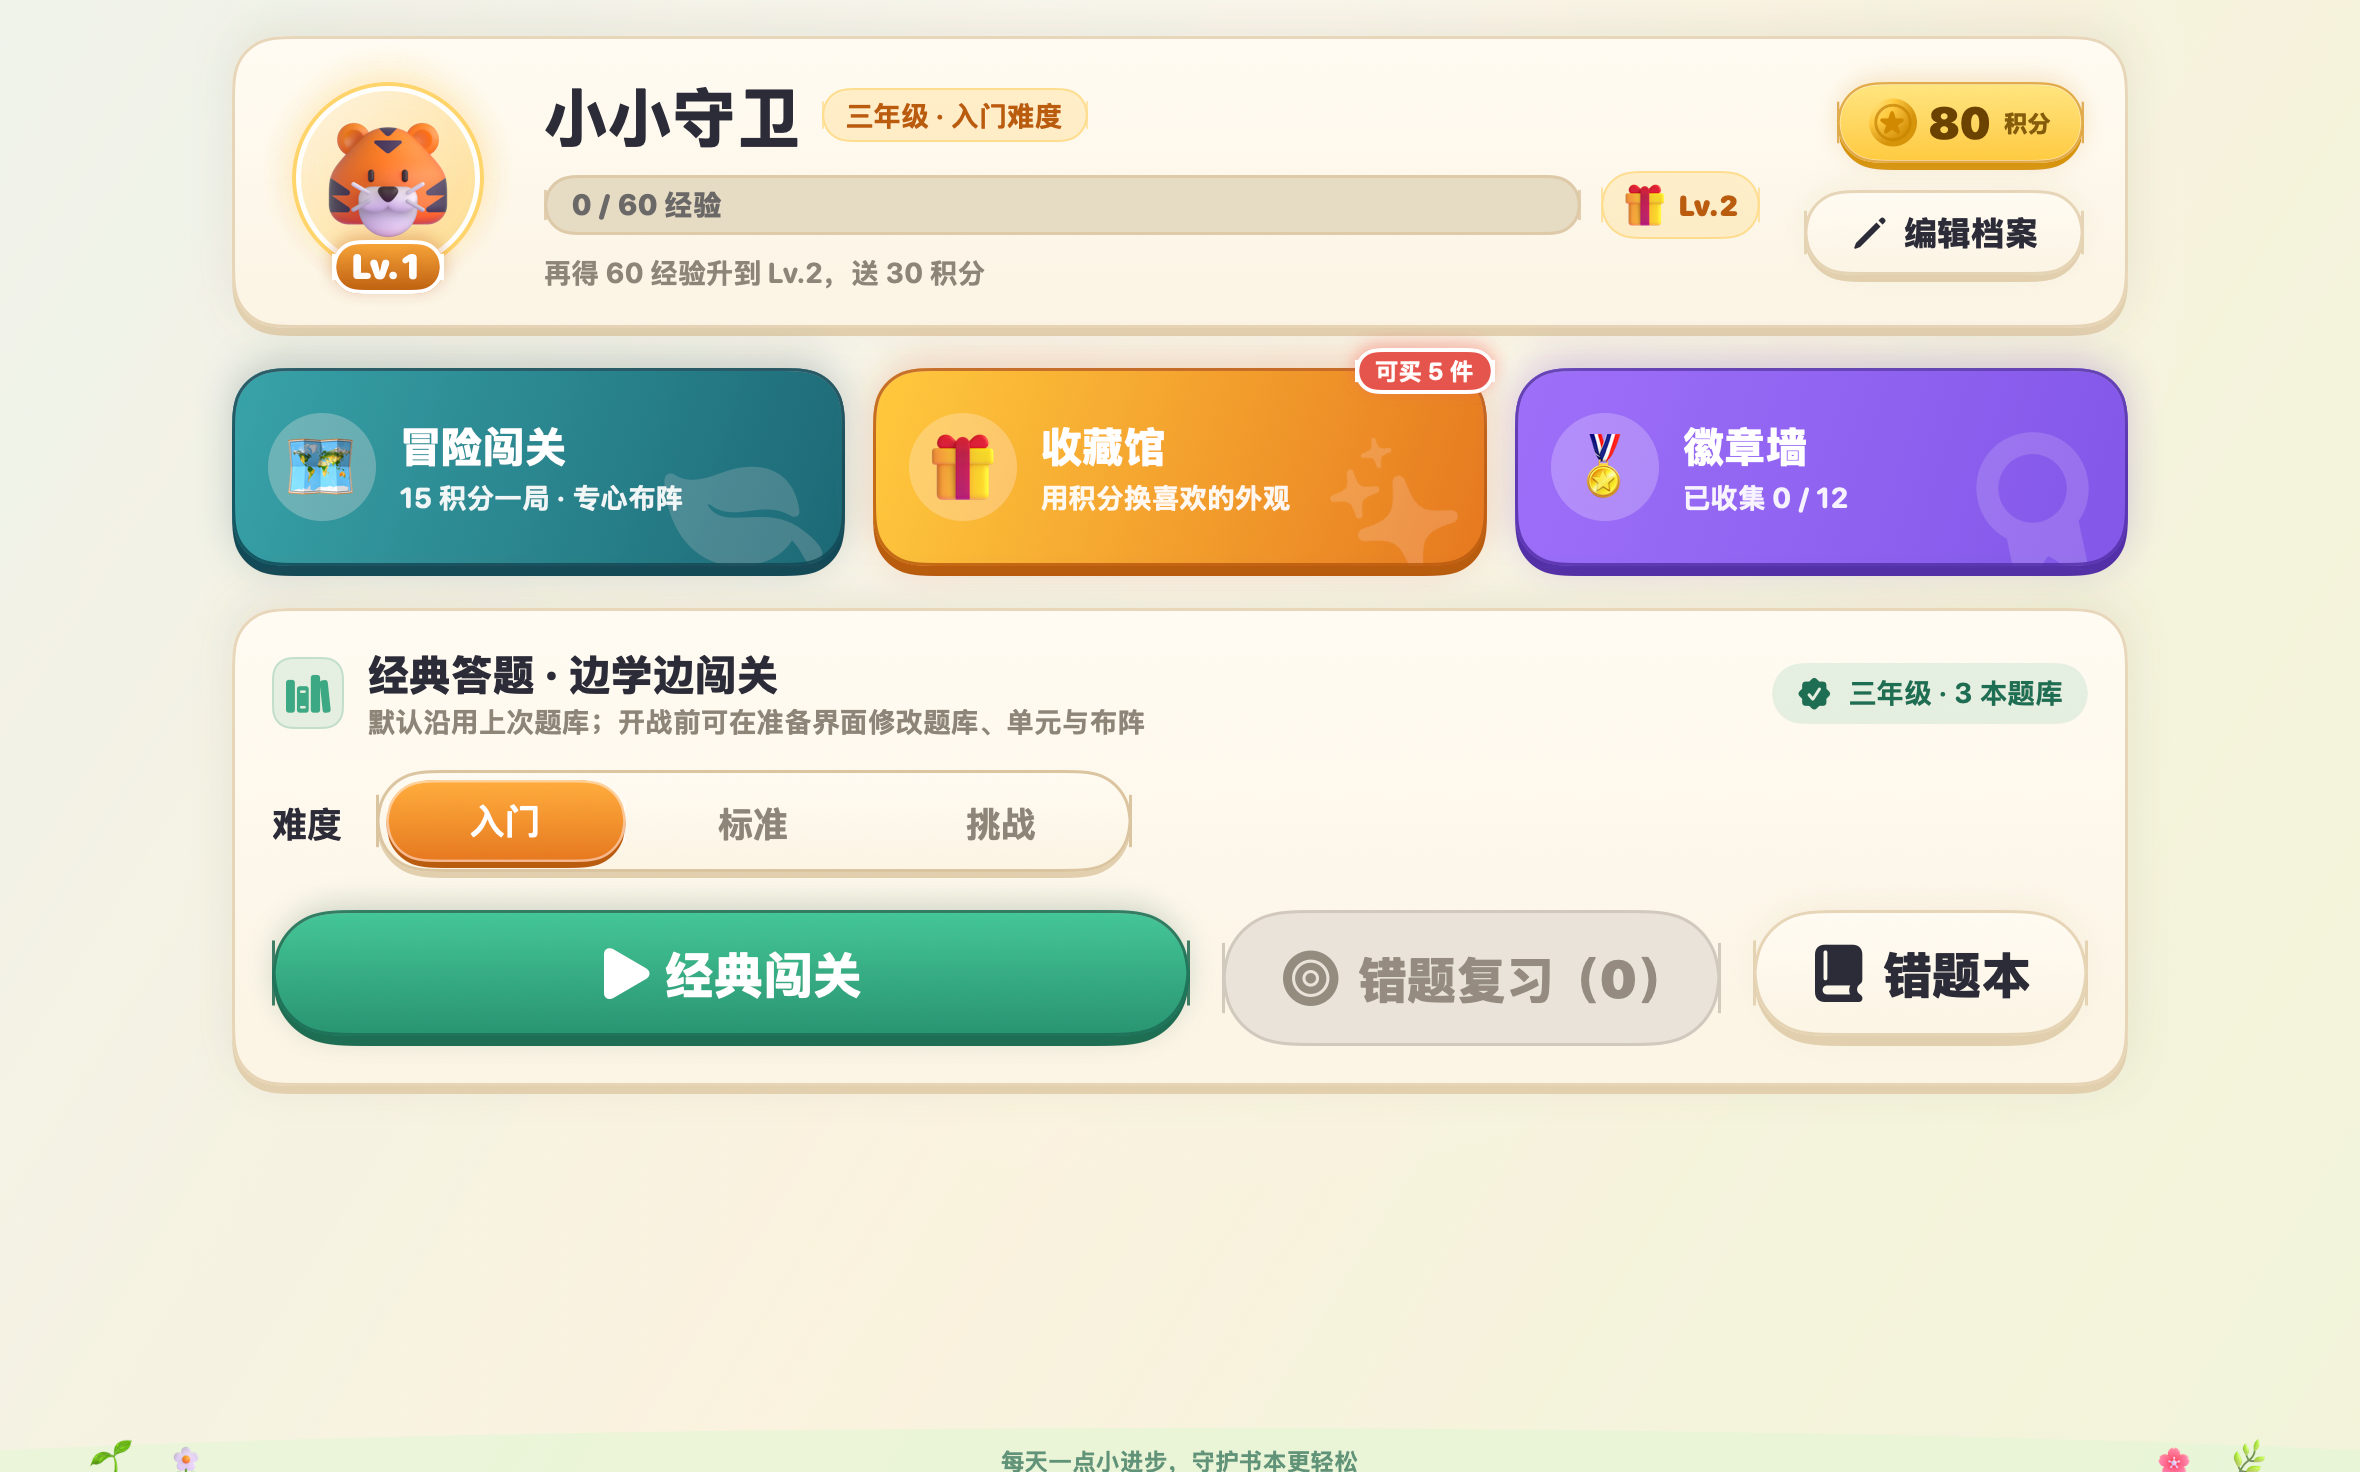 小小守卫
三年级 · 入门难度
80 积分
0 / 60 经验
Lv.2
编辑档案
Lv.1
再得 60 经验升到 Lv.2，送 30 积分
冒险闯关
15 积分一局 · 专心布阵
可买 5 件
收藏馆
用积分换喜欢的外观
徽章墙
已收集 0 / 12
经典答题 · 边学边闯关
默认沿用上次题库；开战前可在准备界面修改题库、单元与布阵
三年级 · 3 本题库
难度
入门
标准
挑战
经典闯关
错题复习（0）
错题本
每天一点小进步，守护书本更轻松